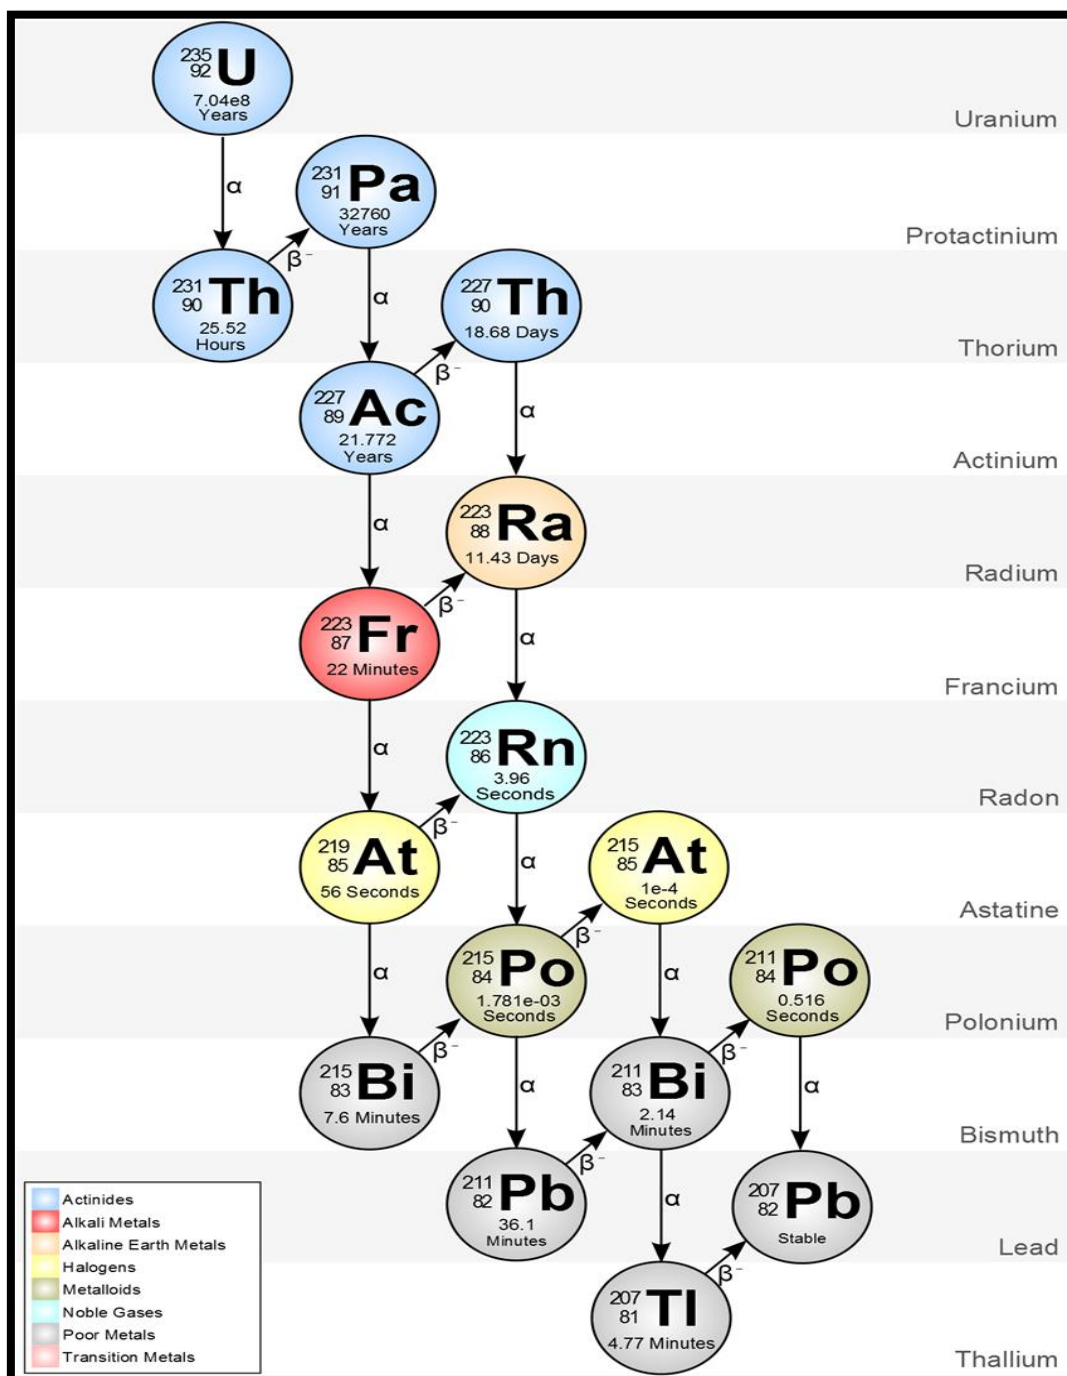 235
92 U
7.04e8
Years
Uranium
α
231
91 Pa
32760
Years
β⁻
Protactinium
231
90 Th
25.52
Hours
α
227
90 Th
18.68 Days
Thorium
β⁻
227
89 Ac
21.772
Years
α
Actinium
α
223
88 Ra
11.43 Days
Radium
β⁻
223
87 Fr
22 Minutes
α
Francium
α
223
86 Rn
3.96
Seconds
Radon
β⁻
219
85 At
56 Seconds
α
215
85 At
1e-4
Seconds
Astatine
β⁻
α
215
84 Po
1.781e-03
Seconds
α
211
84 Po
0.516
Seconds
Polonium
β⁻
β⁻
215
83 Bi
7.6 Minutes
α
211
83 Bi
2.14
Minutes
α
Bismuth
β⁻
211
82 Pb
36.1
Minutes
α
207
82 Pb
Stable
Lead
β⁻
207
81 Tl
4.77 Minutes
Thallium
Actinides
Alkali Metals
Alkaline Earth Metals
Halogens
Metalloids
Noble Gases
Poor Metals
Transition Metals